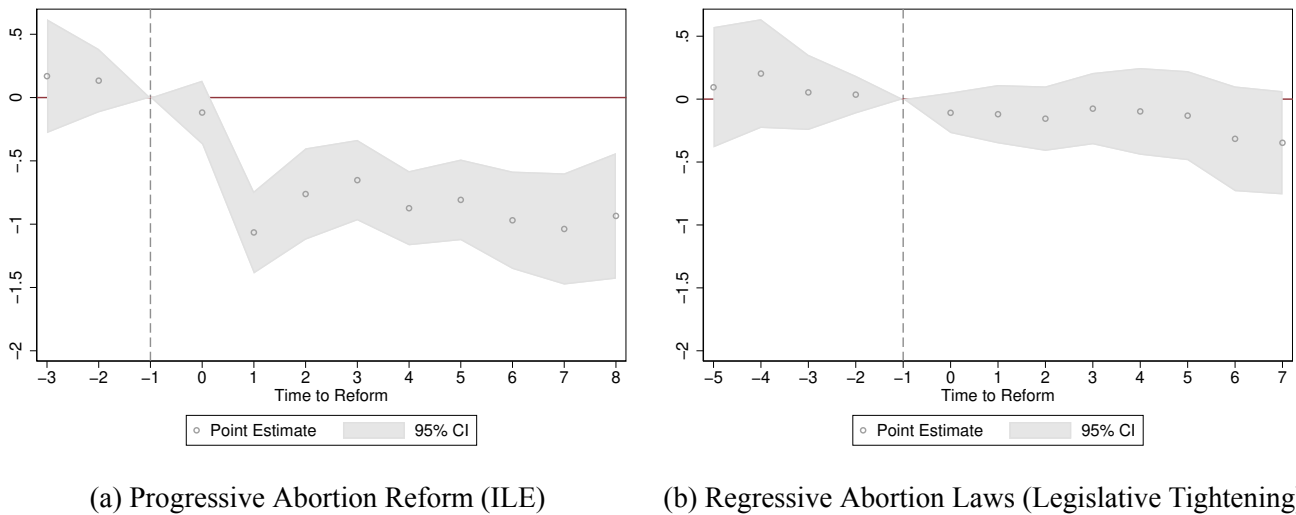 .5
0
−.5
−1
−1.5
−2
−3 −2 −1 0 1 2 3 4 5 6 7 8
Time to Reform
Point Estimate 95% CI
(a) Progressive Abortion Reform (ILE)
.5
0
−.5
−1
−1.5
−2
−5 −4 −3 −2 −1 0 1 2 3 4 5 6 7
Time to Reform
Point Estimate 95% CI
(b) Regressive Abortion Laws (Legislative Tightening)